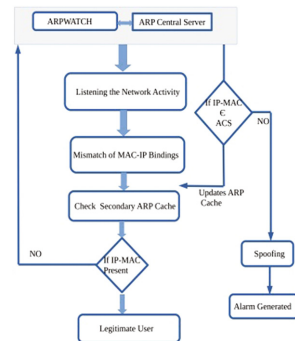 ARPWATCH
ARP Central Server
Listening the Network Activity
If IP-MAC
Є
ACS
NO
Mismatch of MAC-IP Bindings
Updates ARP
Cache
Check Secondary ARP Cache
NO
If IP-MAC
Present
Spoofing
Alarm Generated
Legitimate User